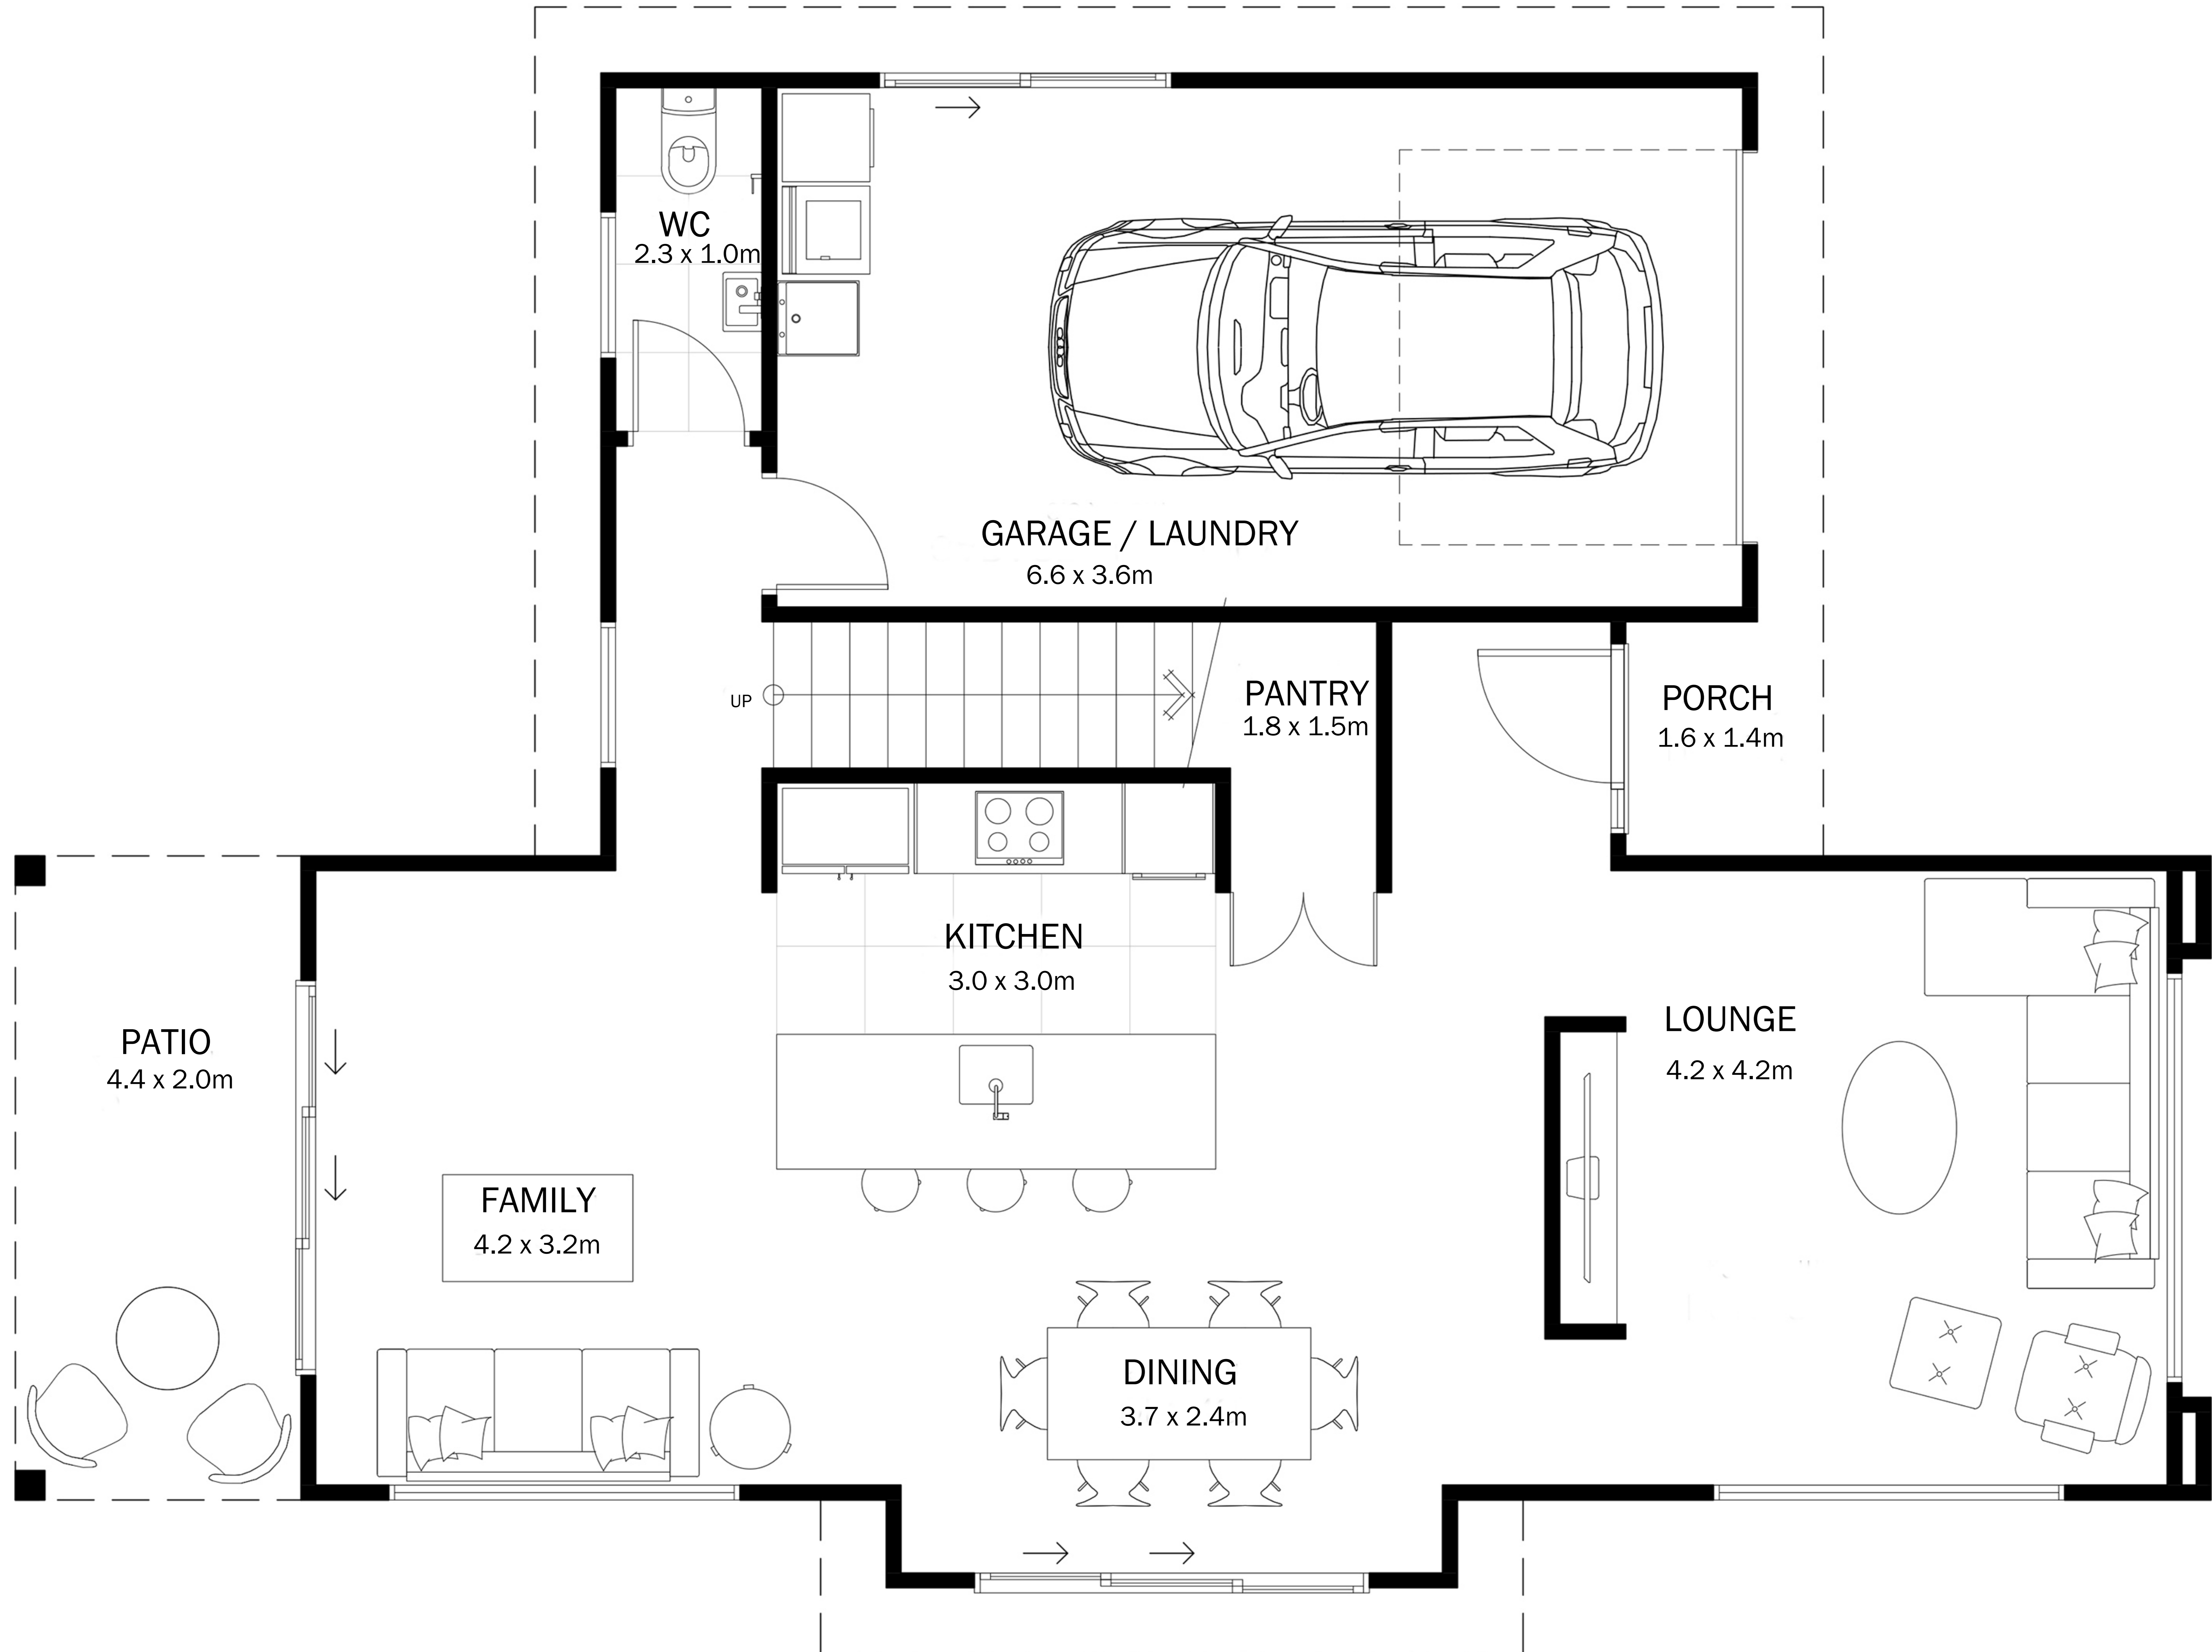 WC
2.3 x 1.0m
GARAGE / LAUNDRY
6.6 x 3.6m
UP
PANTRY
1.8 x 1.5m
PORCH
1.6 x 1.4m
KITCHEN
3.0 x 3.0m
PATIO
4.4 x 2.0m
LOUNGE
4.2 x 4.2m
FAMILY
4.2 x 3.2m
DINING
3.7 x 2.4m